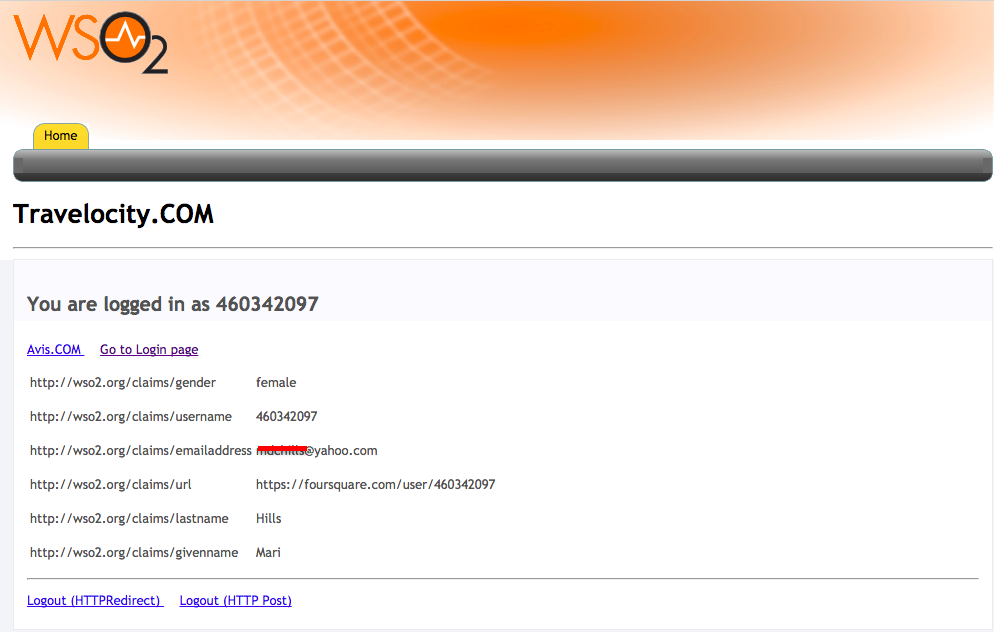 WSO2
Home
Travelocity.COM
You are logged in as 460342097
Avis.COM Go to Login page
http://wso2.org/claims/gender female
http://wso2.org/claims/username 460342097
http://wso2.org/claims/emailaddress @yahoo.com
http://wso2.org/claims/url https://foursquare.com/user/460342097
http://wso2.org/claims/lastname Hills
http://wso2.org/claims/givenname Mari
Logout (HTTPRedirect) Logout (HTTP Post)